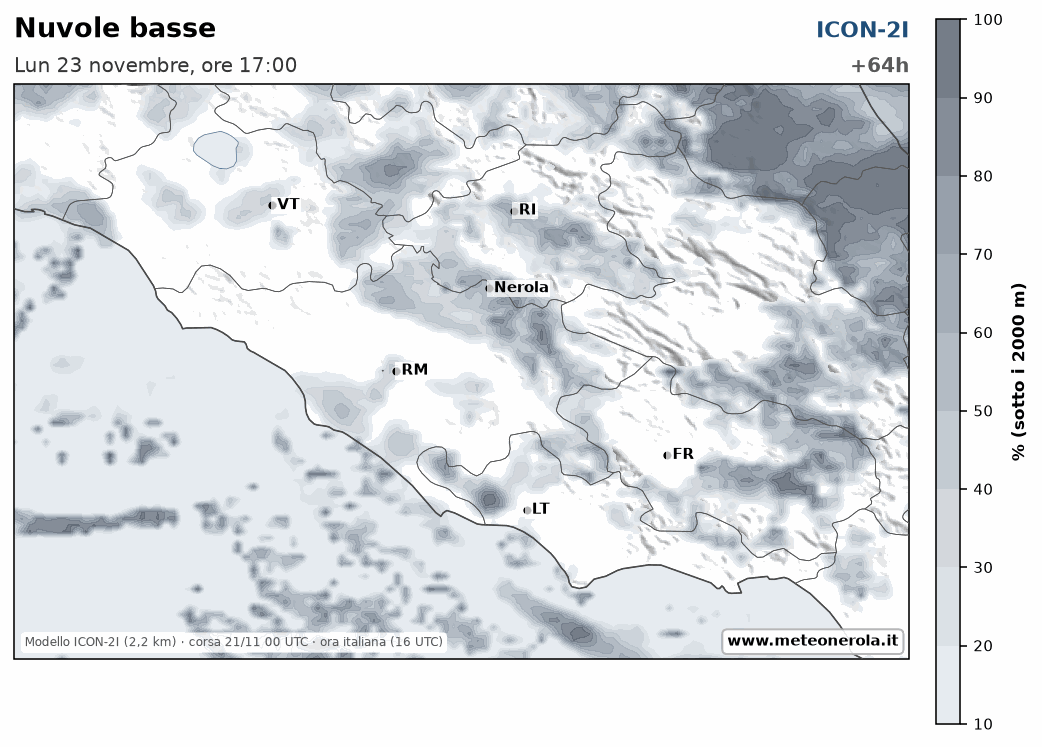 Nuvole basse
ICON-2I
Lun 23 novembre, ore 17:00
+64h
VT
RI
Nerola
RM
FR
LT
Modello ICON-2I (2,2 km) · corsa 21/11 00 UTC · ora italiana (16 UTC)
www.meteonerola.it
100
90
80
70
60
50
40
30
20
10
% (sotto i 2000 m)